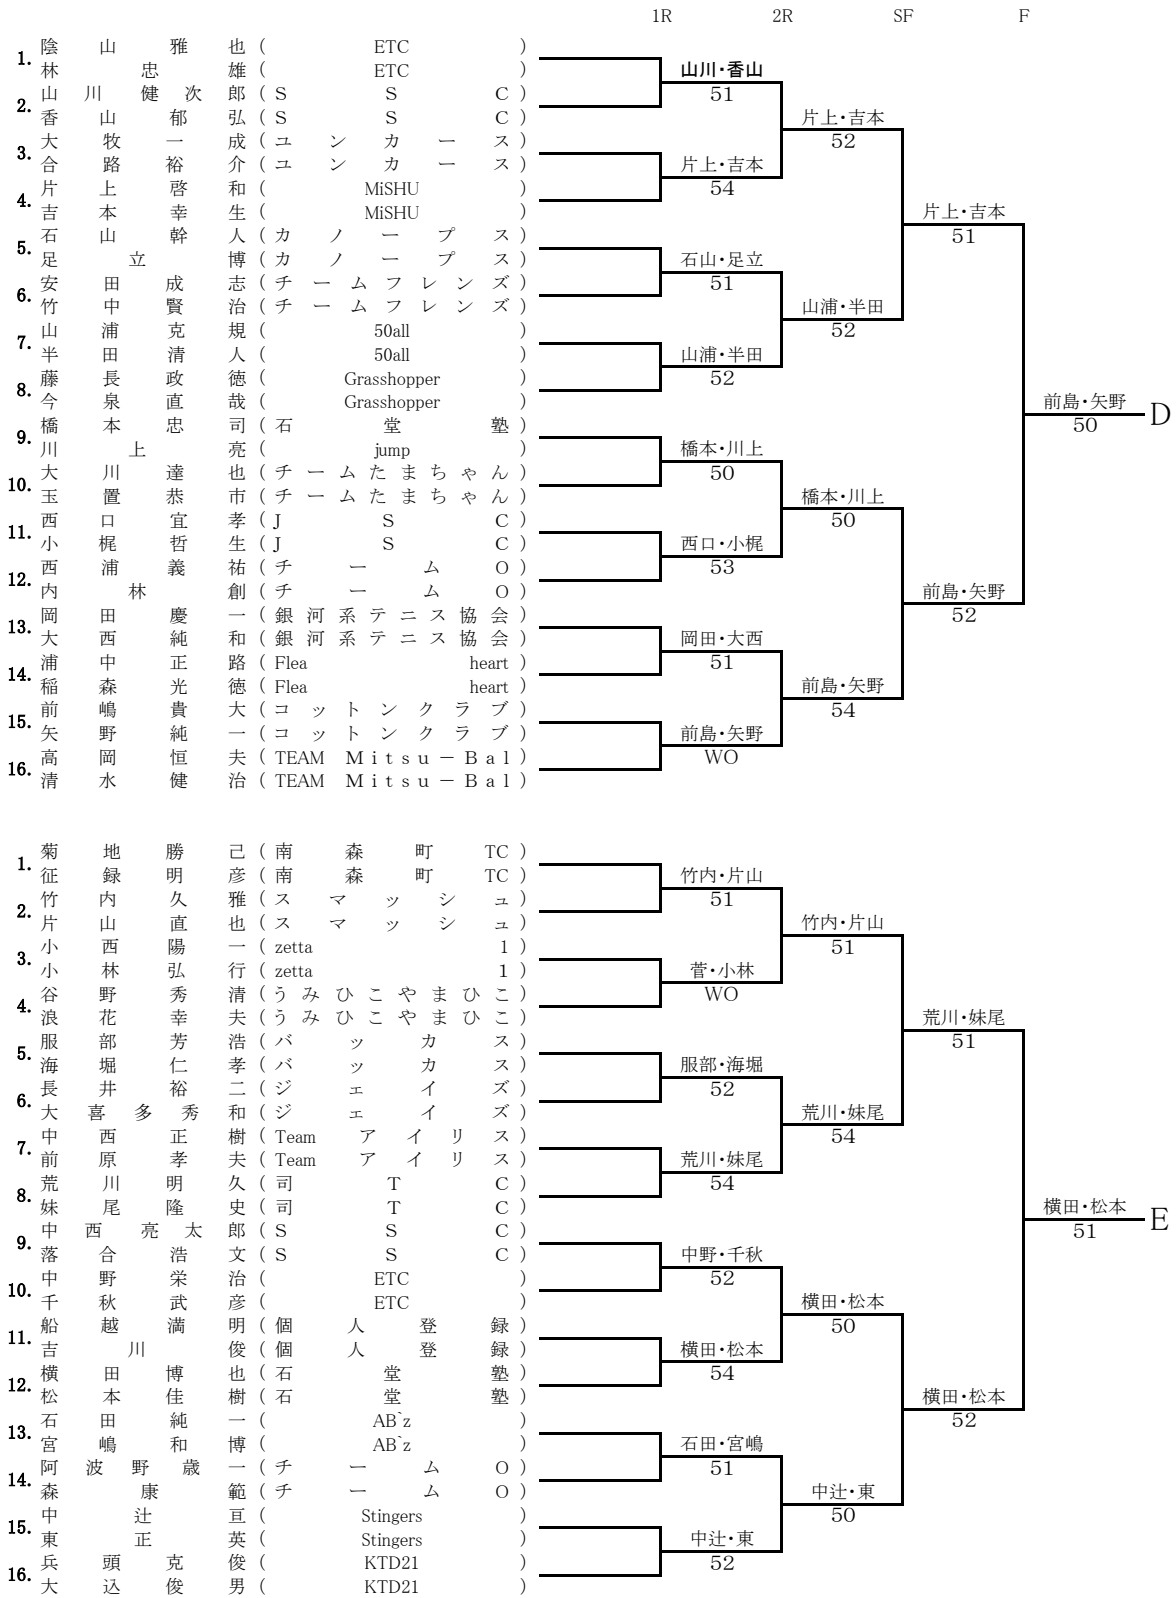 1R 2R SF F
陰山雅也(ETC)
1.
林忠雄(ETC)
山川・香山
山川健次郎(SSC)
51
2.
香山郁弘(SSC)
片上・吉本
大牧一成(ユンカース)
52
3.
合路裕介(ユンカース)
片上・吉本
片上啓和(MiSHU)
54
4.
吉本幸生(MiSHU)
片上・吉本
石山幹人(カノープス)
51
5.
足立博(カノープス)
石山・足立
安田成志(チームフレンズ)
51
6.
竹中賢治(チームフレンズ)
山浦・半田
山浦克規(50all)
52
7.
半田清人(50all)
山浦・半田
藤長政徳(Grasshopper)
52
8.
今泉直哉(Grasshopper)
前島・矢野
50
D
橋本忠司(石堂塾)
9.
川上亮(jump)
橋本・川上
大川達也(チームたまちゃん)
50
10.
玉置恭市(チームたまちゃん)
橋本・川上
西口宜孝(JSC)
50
11.
小梶哲生(JSC)
西口・小梶
西浦義祐(チームO)
53
12.
内林創(チームO)
前島・矢野
岡田慶一(銀河系テニス協会)
52
13.
大西純和(銀河系テニス協会)
岡田・大西
浦中正路(Flea heart)
51
14.
稲森光徳(Flea heart)
前島・矢野
前嶋貴大(コットンクラブ)
54
15.
矢野純一(コットンクラブ)
前島・矢野
高岡恒夫(TEAM Mitsu－Bal)
WO
16.
清水健治(TEAM Mitsu－Bal)
菊地勝己(南森町TC)
1.
征録明彦(南森町TC)
竹内・片山
竹内久雅(スマッシュ)
51
2.
片山直也(スマッシュ)
竹内・片山
小西陽一(zetta 1)
51
3.
小林弘行(zetta 1)
菅・小林
谷野秀清(うみひこやまひこ)
WO
4.
浪花幸夫(うみひこやまひこ)
荒川・妹尾
服部芳浩(バッカス)
51
5.
海堀仁孝(バッカス)
服部・海堀
長井裕二(ジェイズ)
52
6.
大喜多秀和(ジェイズ)
荒川・妹尾
中西正樹(Team アイリス)
54
7.
前原孝夫(Team アイリス)
荒川・妹尾
荒川明久(司TC)
54
8.
妹尾隆史(司TC)
横田・松本
51
E
中西亮太郎(SSC)
9.
落合浩文(SSC)
中野・千秋
中野栄治(ETC)
52
10.
千秋武彦(ETC)
横田・松本
船越満明(個人登録)
50
11.
吉川俊(個人登録)
横田・松本
横田博也(石堂塾)
54
12.
松本佳樹(石堂塾)
横田・松本
石田純一(AB`z)
52
13.
宮嶋和博(AB`z)
石田・宮嶋
阿波野歳一(チームO)
51
14.
森康範(チームO)
中辻・東
中辻亘(Stingers)
50
15.
東正英(Stingers)
中辻・東
兵頭克俊(KTD21)
52
16.
大込俊男(KTD21)